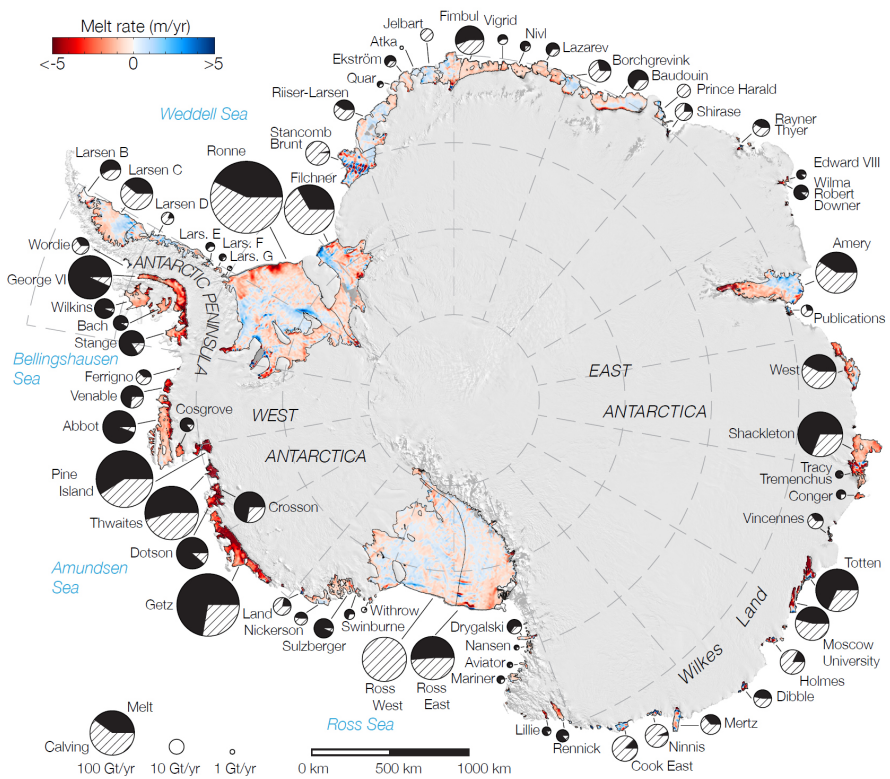 Melt rate (m/yr)
<-5
>5
Weddell Sea
Jelbart
Fimbul
Vigrid
Nivl
Lazarev
Borchgrevink
Baudouin
Prince Harald
Shirase
Atka
Ekström
Quar
Riiser-Larsen
Stancomb
Brunt
Rayner
Thyer
Edward VIII
Wilma
Robert
Downer
Larsen B
Larsen C
Larsen D
Lars. E
Lars. F
Lars. G
Ronne
Filchner
Wordie
George VI
Wilkins
Bach
Stange
ANTARCTIC PENINSULA
Bellingshausen
Sea
Ferrigno
Venable
Abbot
Cosgrove
Amery
Publications
West
Shackleton
Tracy
Tremenchus
Conger
Vincennes
EAST
ANTARCTICA
WEST
ANTARCTICA
Pine
Island
Thwaites
Crosson
Dotson
Amundsen
Sea
Getz
Land
Nickerson
Sulzberger
Swinburne
Withrow
Ross
West
Ross
East
Drygalski
Nansen
Aviator
Mariner
Lillie
Rennick
Cook East
Ninnis
Mertz
Dibble
Holmes
Moscow
University
Totten
Wilkes Land
Ross Sea
Melt
Calving
100 Gt/yr
10 Gt/yr
1 Gt/yr
0 km
500 km
1000 km